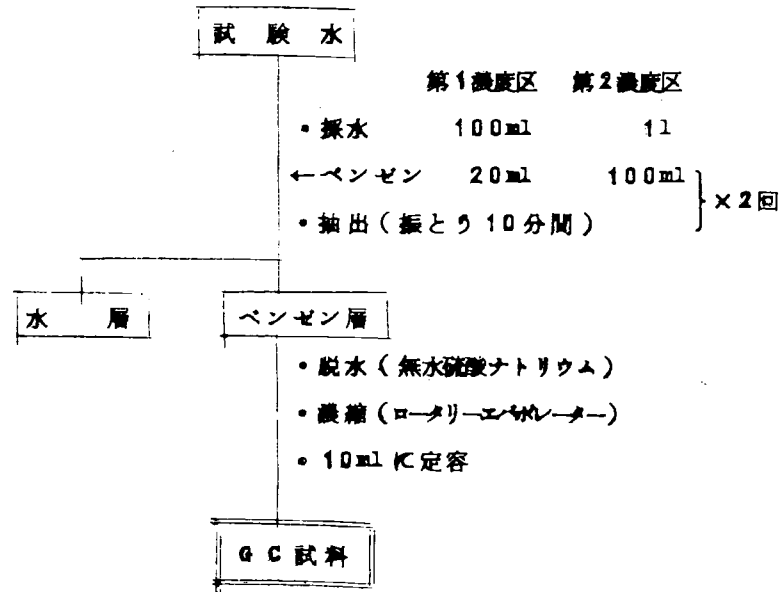 試験水
第1濃度区 第2濃度区
・採水 100ml 1l
←ベンゼン 20ml 100ml
・抽出(振とう10分間) ×2回
水層 ベンゼン層
・脱水(無水硫酸ナトリウム)
・濃縮(ロータリーエバポレーター)
・10mlに定容
GC試料